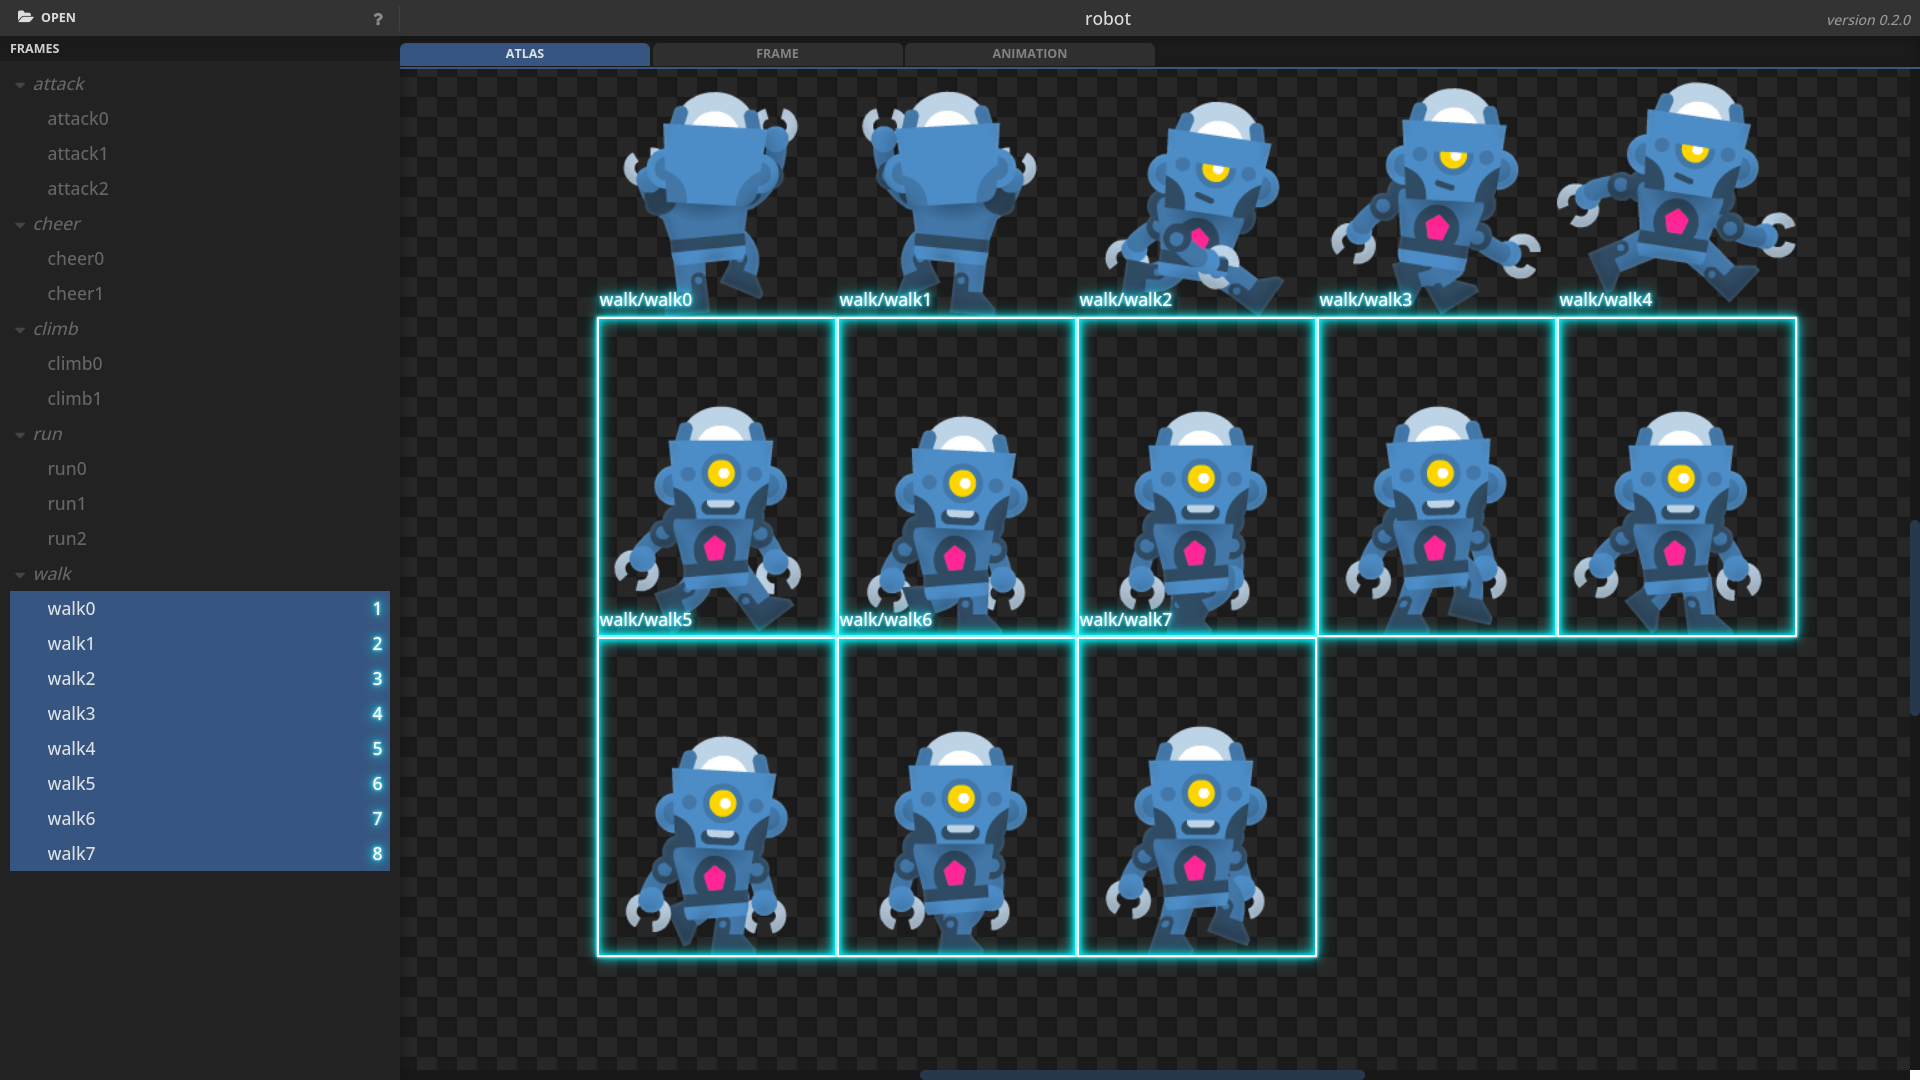 OPEN
?
robot
version 0.2.0
FRAMES
ATLAS
FRAME
ANIMATION
attack
attack0
attack1
attack2
cheer
cheer0
cheer1
climb
climb0
climb1
run
run0
run1
run2
walk
walk0 1
walk1 2
walk2 3
walk3 4
walk4 5
walk5 6
walk6 7
walk7 8
walk/walk0
walk/walk1
walk/walk2
walk/walk3
walk/walk4
walk/walk5
walk/walk6
walk/walk7